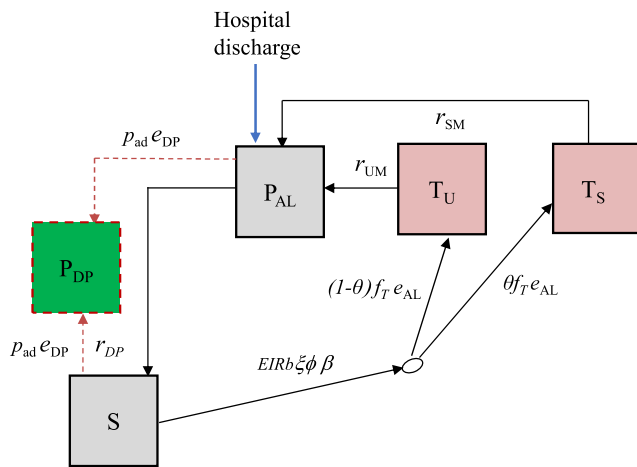 Hospital
discharge
r_SM
p_ad e_DP
r_UM
P_AL
T_U
T_S
P_DP
(1-θ) f_T e_AL
θf_T e_AL
p_ad e_DP
r_DP
EIRbξϕ β
S